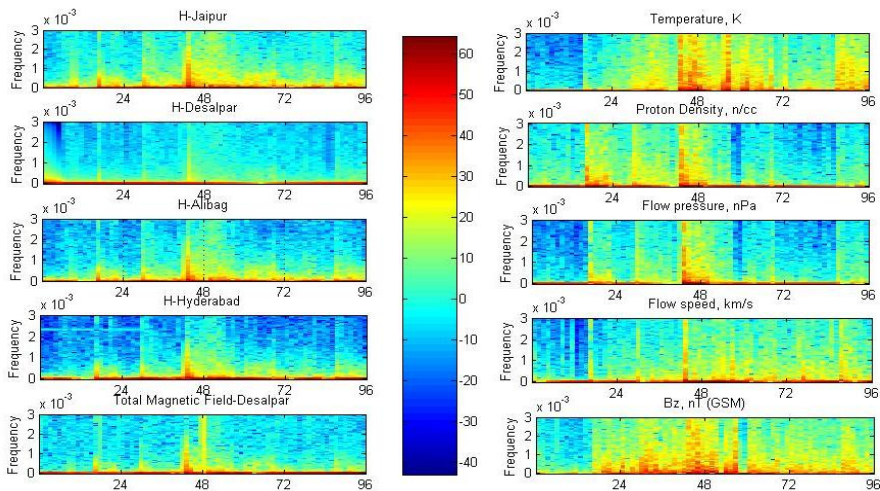 x 10⁻³
H-Jaipur
Frequency
3
2
1
0
24 48 72 96
x 10⁻³
H-Desalpar
Frequency
3
2
1
0
24 48 72 96
x 10⁻³
H-Alibag
Frequency
3
2
1
0
24 48 72 96
x 10⁻³
H-Hyderabad
Frequency
3
2
1
0
24 48 72 96
x 10⁻³
Total Magnetic Field-Desalpar
Frequency
3
2
1
0
24 48 72 96
60
50
40
30
20
10
0
-10
-20
-30
-40
x 10⁻³
Temperature, K
Frequency
3
2
1
0
24 48 72 96
x 10⁻³
Proton Density, n/cc
Frequency
3
2
1
0
24 48 72 96
x 10⁻³
Flow pressure, nPa
Frequency
3
2
1
0
24 48 72 96
x 10⁻³
Flow speed, km/s
Frequency
3
2
1
0
24 48 72 96
x 10⁻³
Bz, nT (GSM)
Frequency
3
2
1
0
24 48 72 96